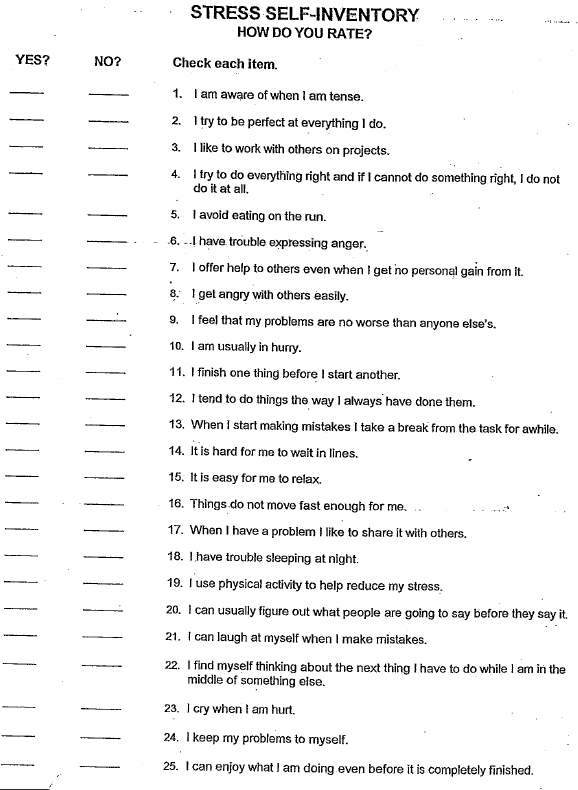 STRESS SELF-INVENTORY
HOW DO YOU RATE?
YES? NO? Check each item.
1. I am aware of when I am tense.
2. I try to be perfect at everything I do.
3. I like to work with others on projects.
4. I try to do everything right and if I cannot do something right, I do not
do it at all.
5. I avoid eating on the run.
6. I have trouble expressing anger.
7. I offer help to others even when I get no personal gain from it.
8. I get angry with others easily.
9. I feel that my problems are no worse than anyone else's.
10. I am usually in hurry.
11. I finish one thing before I start another.
12. I tend to do things the way I always have done them.
13. When I start making mistakes I take a break from the task for awhile.
14. It is hard for me to wait in lines.
15. It is easy for me to relax.
16. Things do not move fast enough for me.
17. When I have a problem I like to share it with others.
18. I have trouble sleeping at night.
19. I use physical activity to help reduce my stress.
20. I can usually figure out what people are going to say before they say it.
21. I can laugh at myself when I make mistakes.
22. I find myself thinking about the next thing I have to do while I am in the
middle of something else.
23. I cry when I am hurt.
24. I keep my problems to myself.
25. I can enjoy what I am doing even before it is completely finished.